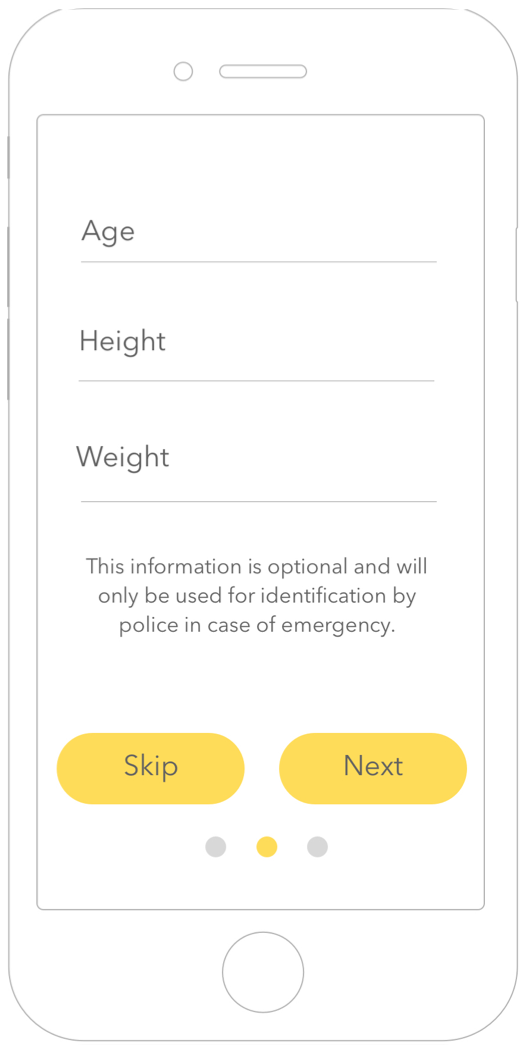 Age
Height
Weight
This information is optional and will
only be used for identification by
police in case of emergency.
Skip
Next